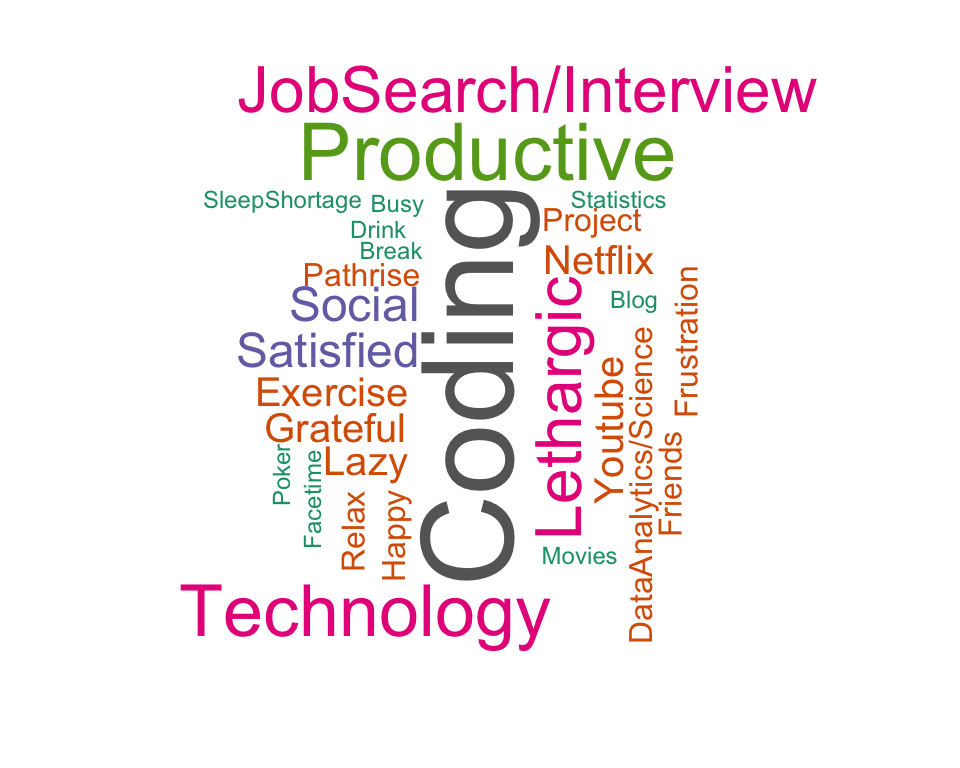 JobSearch/Interview
Productive
SleepShortage
Busy
Statistics
Drink
Project
Break
Netflix
Pathrise
Social
Blog
Satisfied
Coding
Lethargic
Frustration
Exercise
Youtube
Grateful
DataAnalytics/Science
Lazy
Poker
Facetime
Relax
Happy
Friends
Movies
Technology